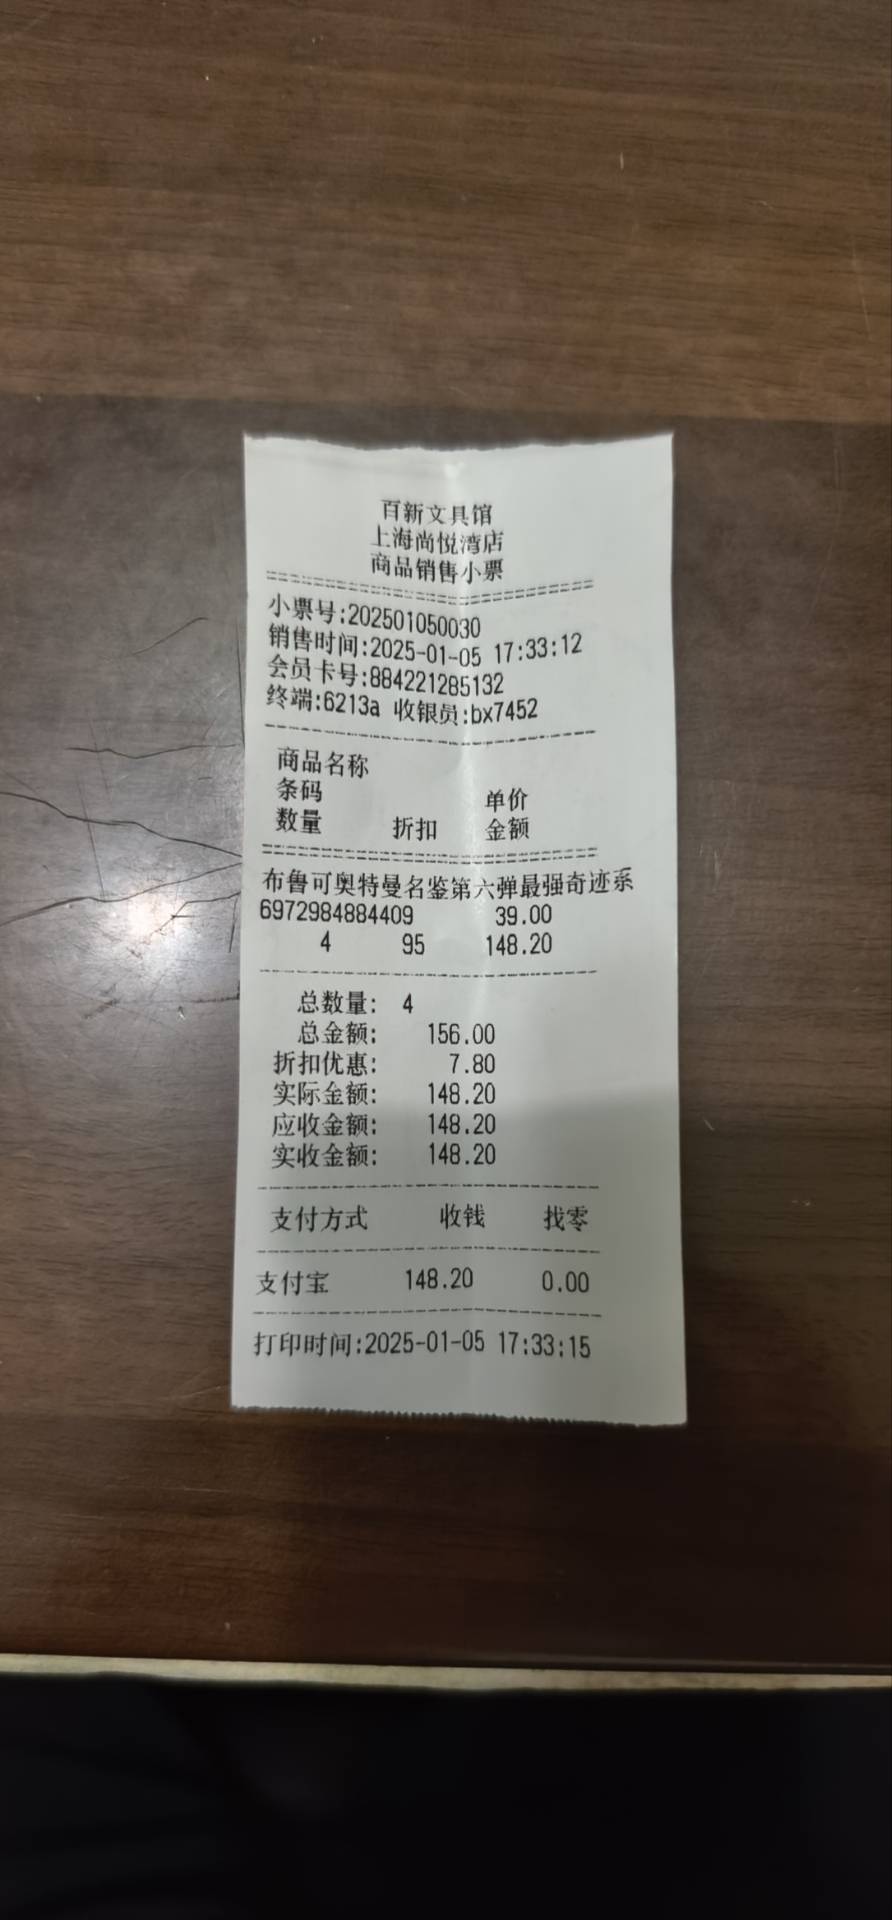 百新文具馆
上海尚悦湾店
商品销售小票
小票号:202501050030
销售时间:2025-01-05 17:33:12
会员卡号:884221285132
终端:6213a 收银员:bx7452
商品名称
条码 单价
数量 折扣 金额
布鲁可奥特曼名鉴第六弹最强奇迹系
6972984884409 39.00
4 95 148.20
总数量: 4
总金额: 156.00
折扣优惠: 7.80
实际金额: 148.20
应收金额: 148.20
实收金额: 148.20
支付方式 收钱 找零
支付宝 148.20 0.00
打印时间:2025-01-05 17:33:15